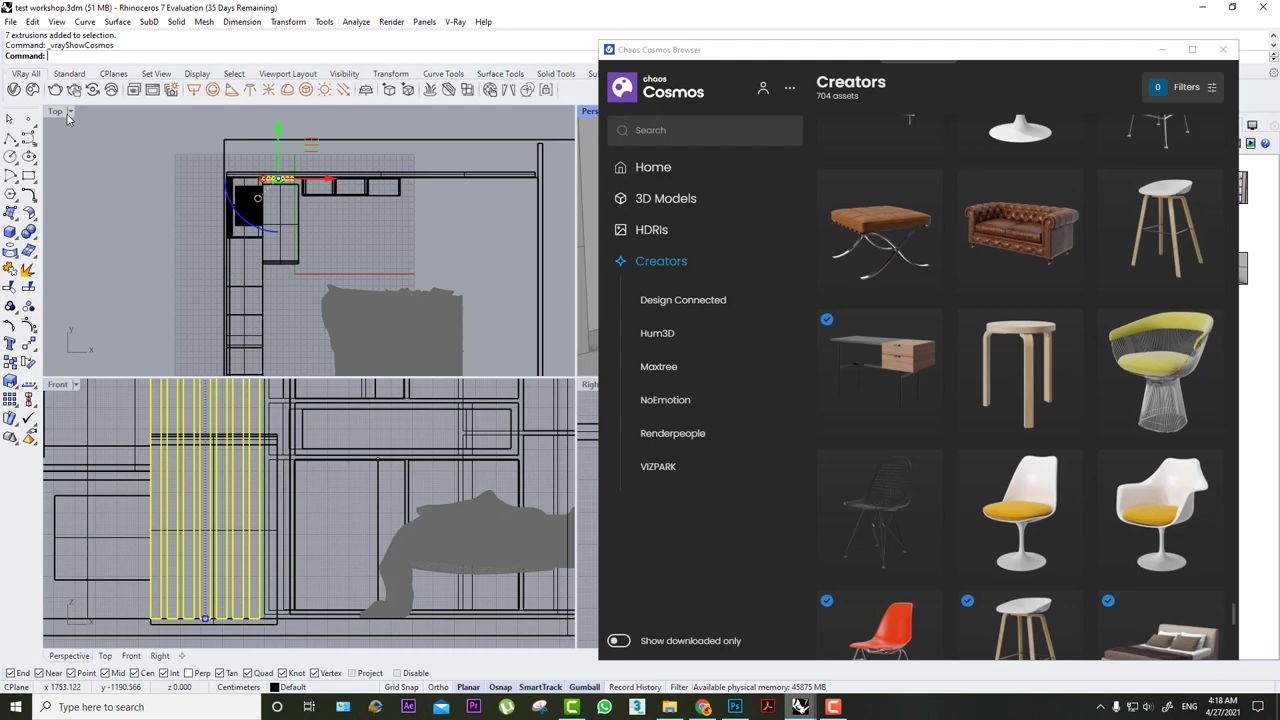 test workshop.3dm (51 MB) - Rhinoceros 7 Evaluation (35 Days Remaining)
File Edit View Curve Surface SubD Solid Mesh Dimension Transform Tools Analyze Render Panels V-Ray Help
7 extrusions added to selection.
Command: _vrayShowCosmos
Command:
VRay All Standard CPlanes Set View Display Select Viewport Layout Visibility Transform Curve Tools Surface Tools Solid Tools
Top
Front
y
x
z
x
Chaos Cosmos Browser
chaos
Cosmos
Creators
704 assets
0 Filters
Search
Home
3D Models
HDRIs
Creators
Design Connected
Hum3D
Maxtree
NoEmotion
Renderpeople
VIZPARK
Show downloaded only
Perspective Top Front Right
End Near Point Mid Cen Int Perp Tan Quad Knot Vertex Project Disable
CPlane x 1753.122 y -1190.566 z 0.000 Centimeters Default Grid Snap Ortho Planar Osnap SmartTrack Gumball Record History Filter Available physical memory: 45875 MB
Type here to search
ENG
4:18 AM
4/27/2021